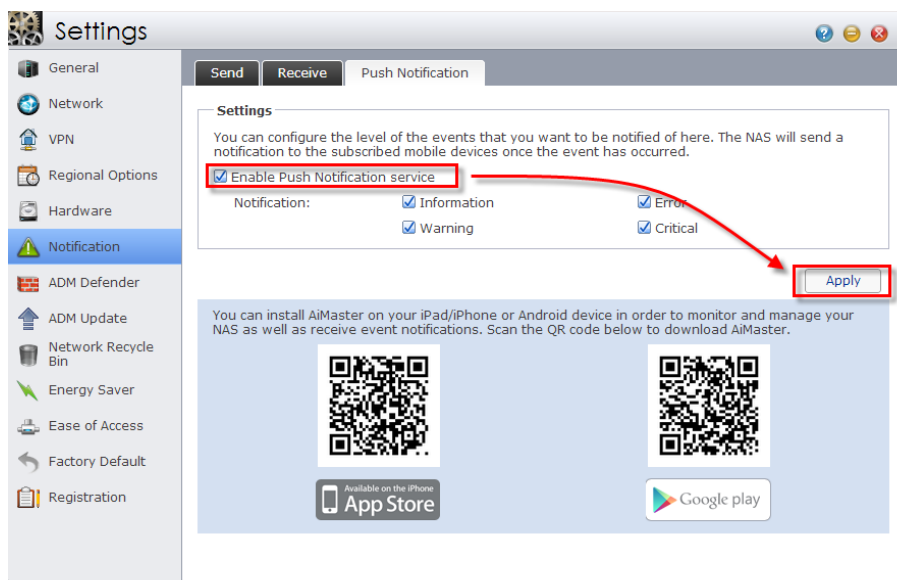 Settings
General
Network
VPN
Regional Options
Hardware
Notification
ADM Defender
ADM Update
Network Recycle
Bin
Energy Saver
Ease of Access
Factory Default
Registration
Send Receive Push Notification
Settings
You can configure the level of the events that you want to be notified of here. The NAS will send a
notification to the subscribed mobile devices once the event has occurred.
Enable Push Notification service
Notification: Information Error
Warning Critical
Apply
You can install AiMaster on your iPad/iPhone or Android device in order to monitor and manage your
NAS as well as receive event notifications. Scan the QR code below to download AiMaster.
Available on the iPhone
App Store
Google play